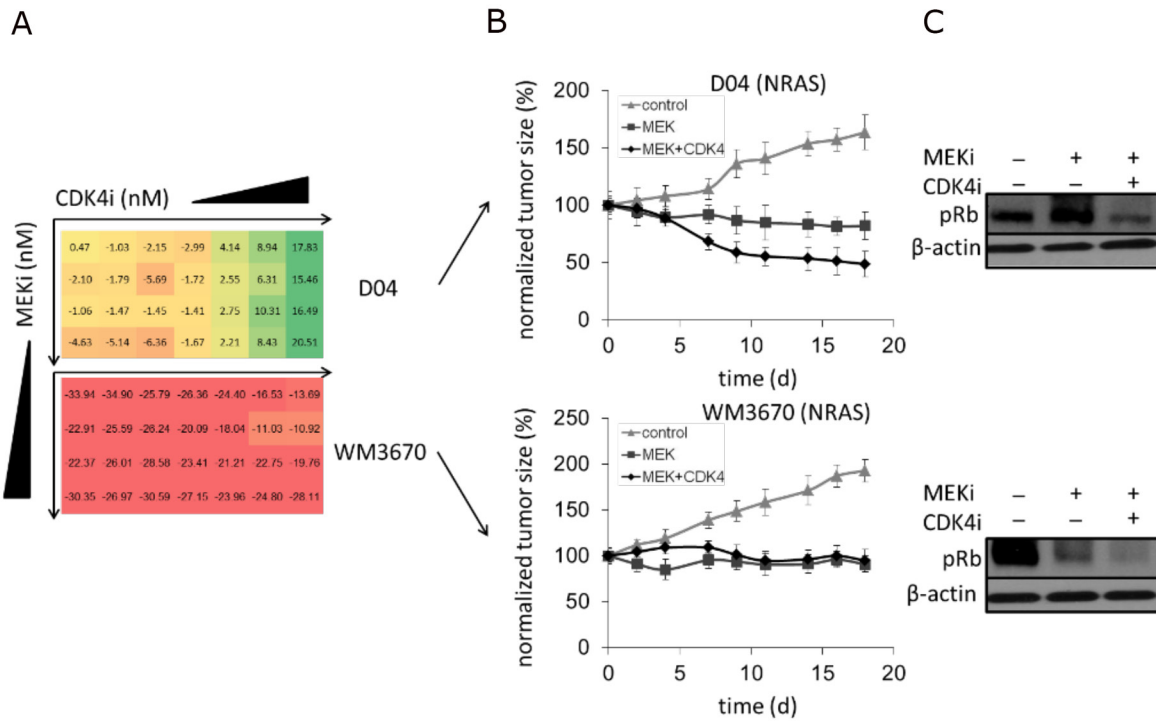 A
B
C
CDK4i (nM)
MEKi (nM)
0.47 -1.03 -2.15 -2.99 4.14 8.94 17.83
-2.10 -1.79 -5.69 -1.72 2.55 6.31 15.46
-1.06 -1.47 -1.45 -1.41 2.75 10.31 16.49
-4.63 -5.14 -6.36 -1.67 2.21 8.43 20.51
D04
-33.94 -34.90 -25.79 -26.36 -24.40 -16.53 -13.69
-22.91 -25.59 -26.24 -20.09 -18.04 -11.03 -10.92
-22.37 -26.01 -28.58 -23.41 -21.21 -22.75 -19.76
-30.35 -26.97 -30.59 -27.15 -23.96 -24.80 -28.11
WM3670
D04 (NRAS)
normalized tumor size (%)
200
150
100
50
0
control
MEK
MEK+CDK4
0 5 10 15 20
time (d)
WM3670 (NRAS)
normalized tumor size (%)
250
200
150
100
50
0
control
MEK
MEK+CDK4
0 5 10 15 20
time (d)
MEKi – + +
CDK4i – – +
pRb
β-actin
MEKi – + +
CDK4i – – +
pRb
β-actin